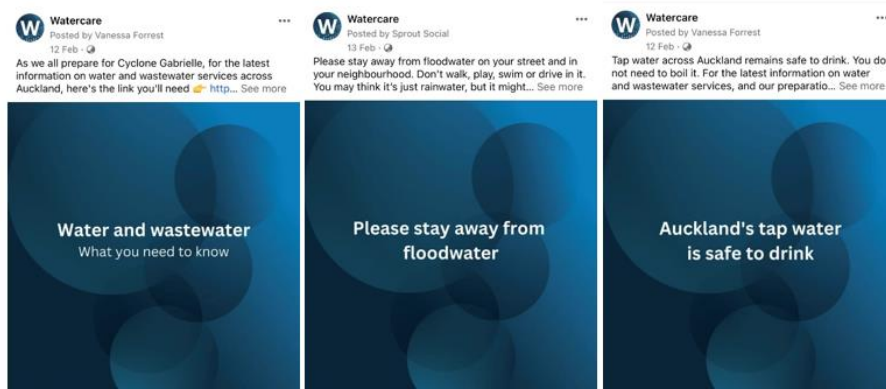 W
Watercare
Posted by Vanessa Forrest
12 Feb ·
As we all prepare for Cyclone Gabrielle, for the latest
information on water and wastewater services across
Auckland, here's the link you'll need 👉 http... See more
Water and wastewater
What you need to know
W
Watercare
Posted by Sprout Social
13 Feb ·
Please stay away from floodwater on your street and in
your neighbourhood. Don't walk, play, swim or drive in it.
You may think it's just rainwater, but it might... See more
Please stay away from
floodwater
W
Watercare
Posted by Vanessa Forrest
12 Feb ·
Tap water across Auckland remains safe to drink. You do
not need to boil it. For the latest information on water
and wastewater services, and our preparatio... See more
Auckland's tap water
is safe to drink